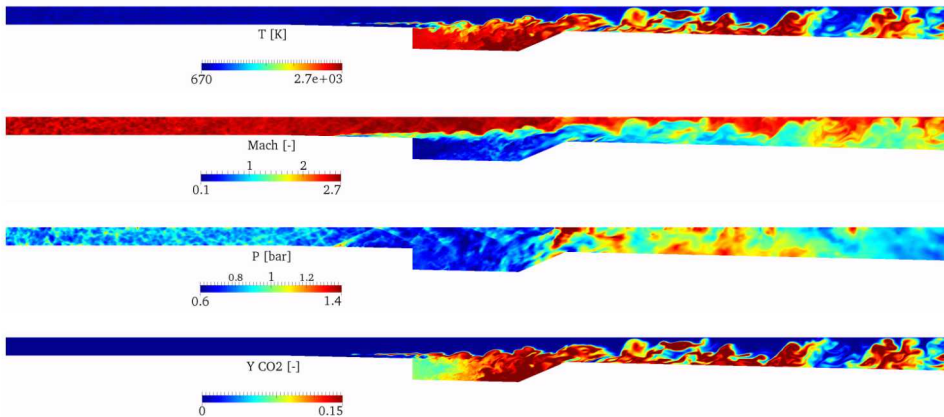 T [K]
670 2.7e+03
Mach [-]
1 2
0.1 2.7
P [bar]
0.8 1 1.2
0.6 1.4
Y CO2 [-]
0 0.15